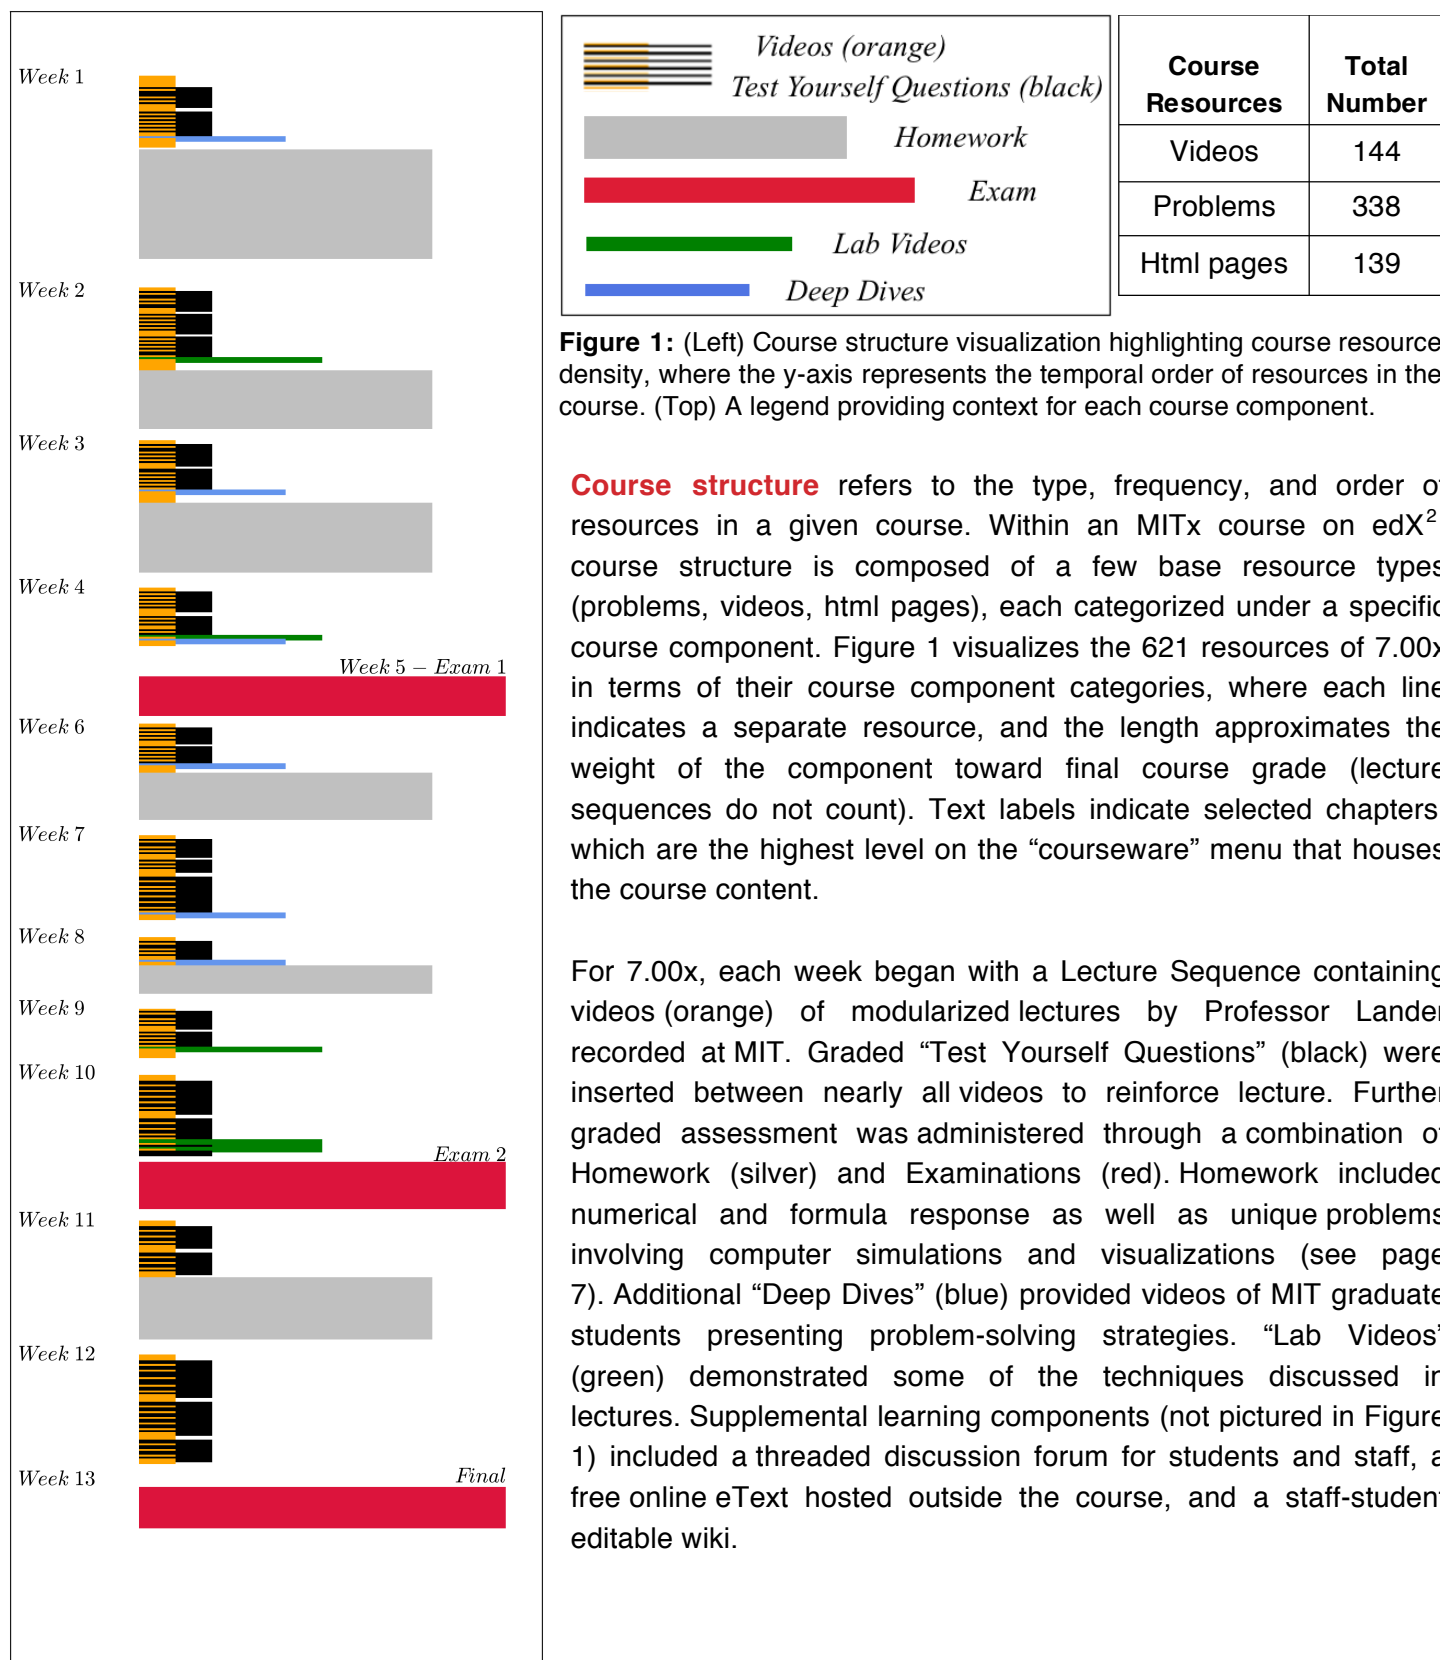 Week 1
Week 2
Week 3
Week 4
Week 5 – Exam 1
Week 6
Week 7
Week 8
Week 9
Week 10
Exam 2
Week 11
Week 12
Week 13
Final
Videos (orange)
Test Yourself Questions (black)
Homework
Exam
Lab Videos
Deep Dives
Course Resources Total Number
Videos 144
Problems 338
Html pages 139
Figure 1: (Left) Course structure visualization highlighting course resource
density, where the y-axis represents the temporal order of resources in the
course. (Top) A legend providing context for each course component.
Course structure refers to the type, frequency, and order of
resources in a given course. Within an MITx course on edX2
course structure is composed of a few base resource types
(problems, videos, html pages), each categorized under a specific
course component. Figure 1 visualizes the 621 resources of 7.00x
in terms of their course component categories, where each line
indicates a separate resource, and the length approximates the
weight of the component toward final course grade (lecture
sequences do not count). Text labels indicate selected chapters
which are the highest level on the “courseware” menu that houses
the course content.
For 7.00x, each week began with a Lecture Sequence containing
videos (orange) of modularized lectures by Professor Lander
recorded at MIT. Graded “Test Yourself Questions” (black) were
inserted between nearly all videos to reinforce lecture. Further
graded assessment was administered through a combination of
Homework (silver) and Examinations (red). Homework included
numerical and formula response as well as unique problems
involving computer simulations and visualizations (see page
7). Additional “Deep Dives” (blue) provided videos of MIT graduate
students presenting problem-solving strategies. “Lab Videos”
(green) demonstrated some of the techniques discussed in
lectures. Supplemental learning components (not pictured in Figure
1) included a threaded discussion forum for students and staff, a
free online eText hosted outside the course, and a staff-student
editable wiki.